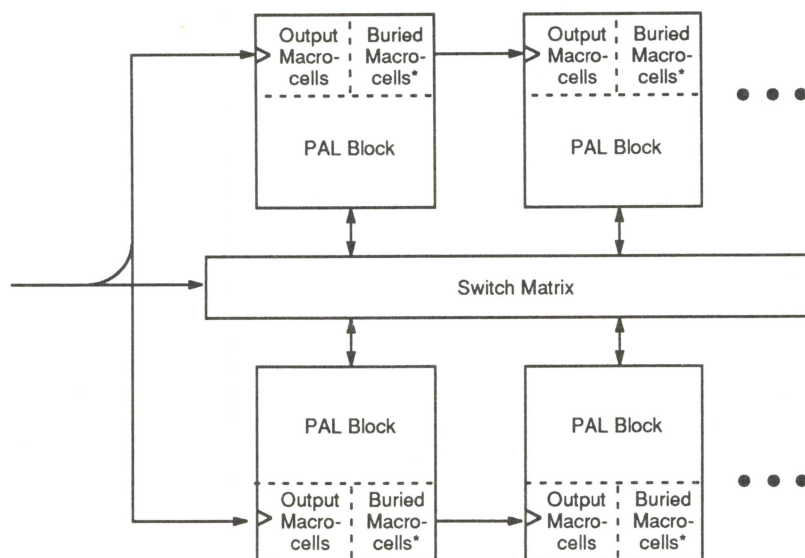 Output
Macro-
cells
Buried
Macro-
cells*
PAL Block
Output
Macro-
cells
Buried
Macro-
cells*
PAL Block
Switch Matrix
PAL Block
Output
Macro-
cells
Buried
Macro-
cells*
PAL Block
Output
Macro-
cells
Buried
Macro-
cells*